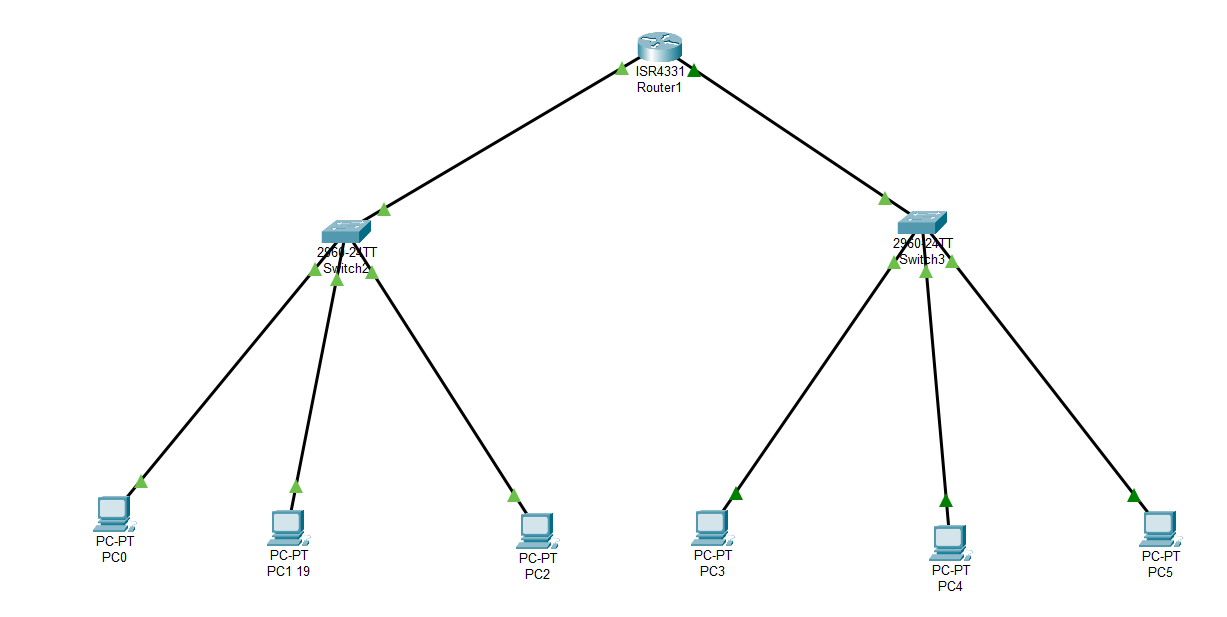 ISR4331
Router1
2960-24TT
Switch2
2960-24TT
Switch3
PC-PT
PC0
PC-PT
PC1 19
PC-PT
PC2
PC-PT
PC3
PC-PT
PC4
PC-PT
PC5